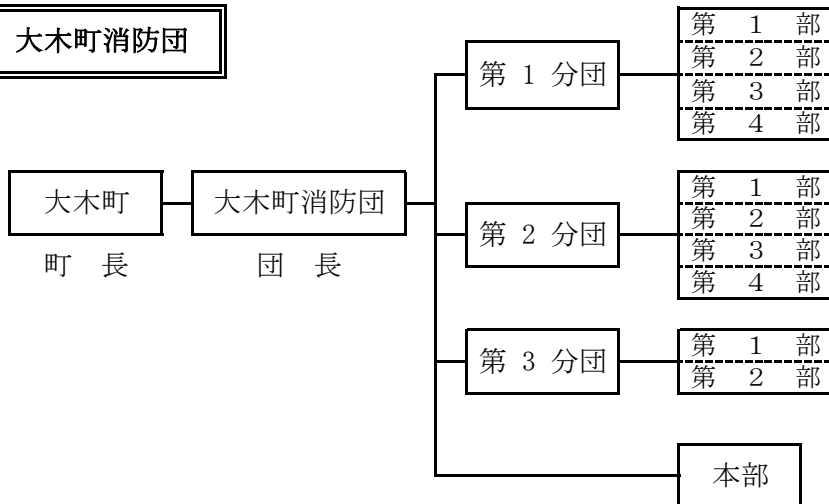 大木町消防団
第 1 分団
第 1 部
第 2 部
第 3 部
第 4 部
大木町
町 長
大木町消防団
団 長
第 2 分団
第 1 部
第 2 部
第 3 部
第 4 部
第 3 分団
第 1 部
第 2 部
本部